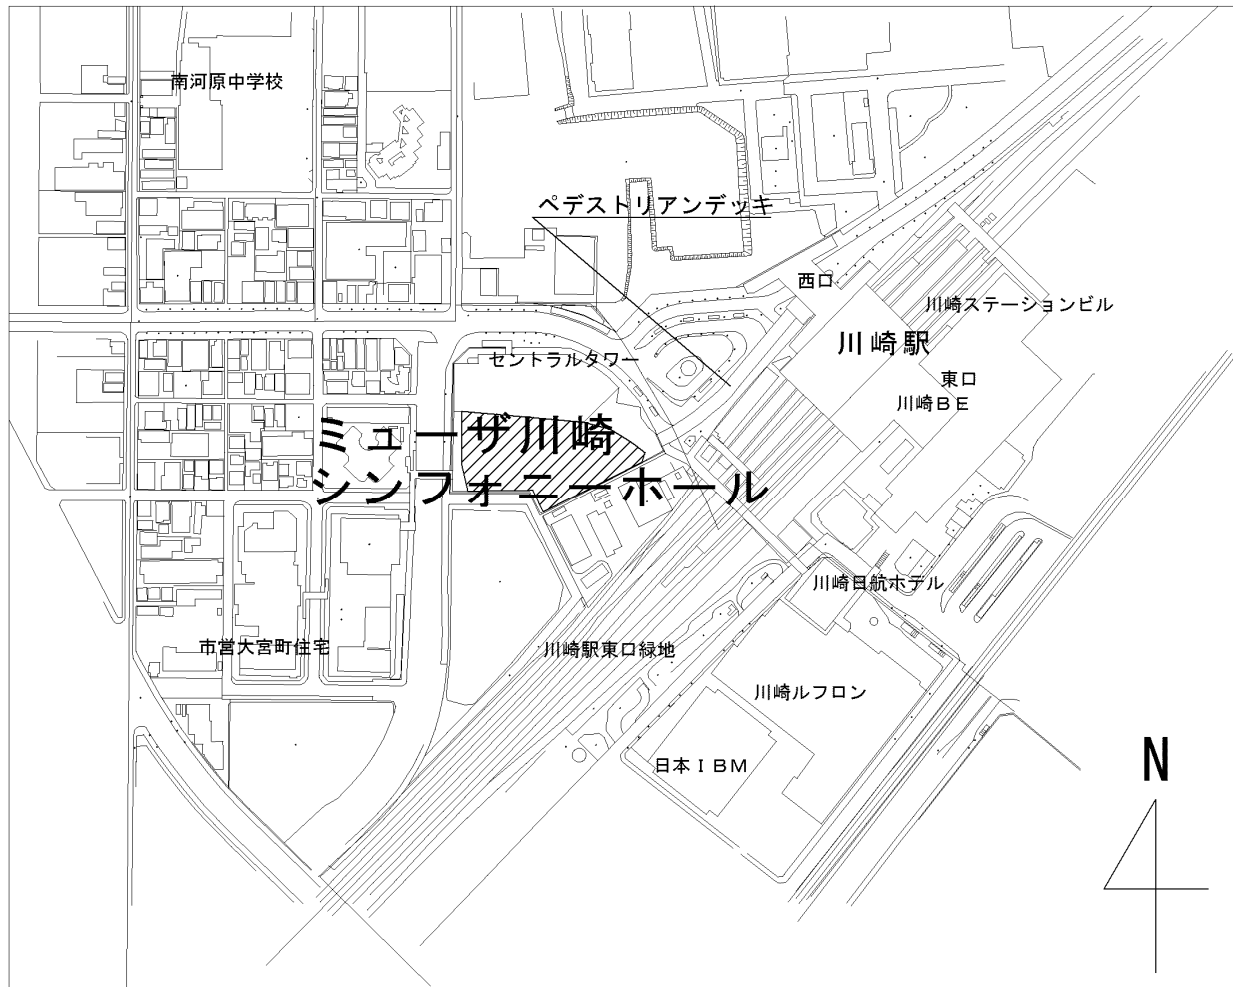 南河原中学校
ペデストリアンデッキ
西口
川崎ステーションビル
川崎駅
セントラルタワー
東口
川崎BE
ミューザ川崎
シンフォニーホール
川崎日航ホテル
市営大宮町住宅
川崎駅東口緑地
川崎ルフロン
日本IBM
N